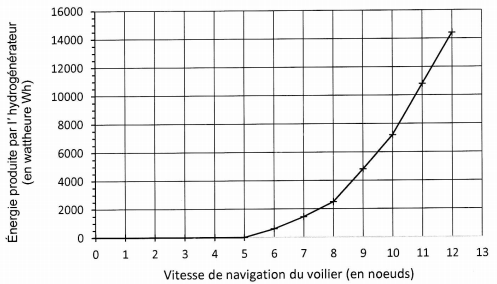 16000
14000
12000
10000
8000
6000
4000
2000
0
0 1 2 3 4 5 6 7 8 9 10 11 12 13
Énergie produite par l'’hydrogénérateur
(en wattheure Wh)
Vitesse de navigation du voilier (en noeuds)